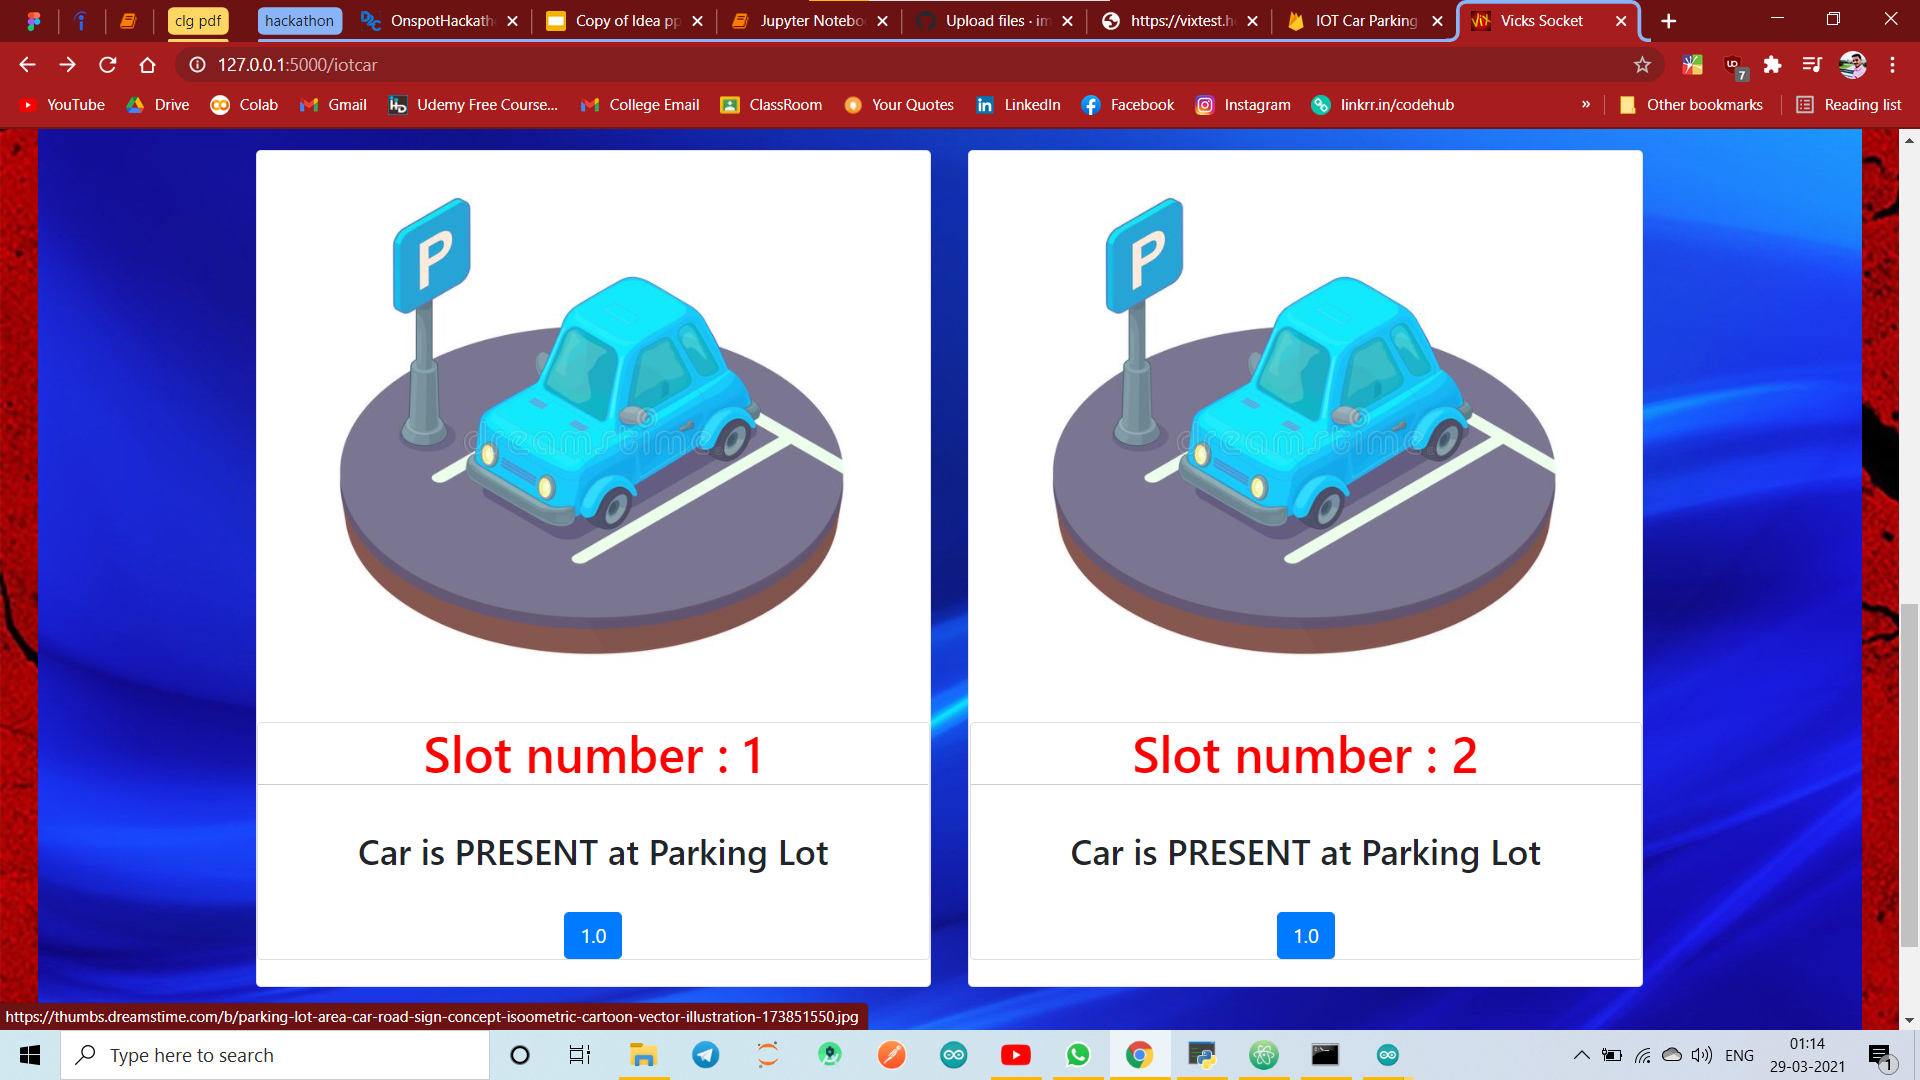 clg pdf
hackathon
OnspotHackath
Copy of Idea pp
Jupyter Notebo
Upload files · im
https://vixtest.h
IOT Car Parking
Vicks Socket
127.0.0.1:5000/iotcar
7
YouTube
Drive
Colab
Gmail
Udemy Free Course...
College Email
ClassRoom
Your Quotes
LinkedIn
Facebook
Instagram
linkrr.in/codehub
»
Other bookmarks
Reading list
P
P
dreamstime
dreamstime
Slot number : 1
Slot number : 2
Car is PRESENT at Parking Lot
Car is PRESENT at Parking Lot
1.0
1.0
https://thumbs.dreamstime.com/b/parking-lot-area-car-road-sign-concept-isoometric-cartoon-vector-illustration-173851550.jpg
Type here to search
ENG
01:14
29-03-2021
1